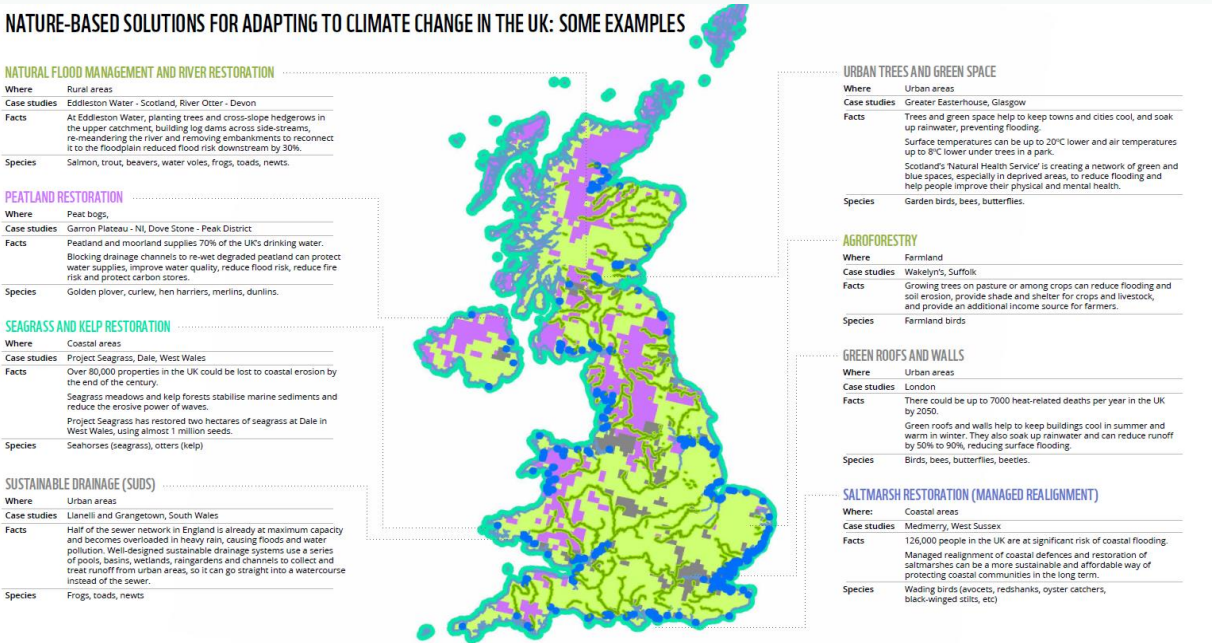 NATURE-BASED SOLUTIONS FOR ADAPTING TO CLIMATE CHANGE IN THE UK: SOME EXAMPLES
NATURAL FLOOD MANAGEMENT AND RIVER RESTORATION
Where Rural areas
Case studies Eddleston Water - Scotland, River Otter - Devon
Facts At Eddleston Water, planting trees and cross-slope hedgerows in
the upper catchment, building log dams across side-streams,
re-meandering the river and removing embankments to reconnect
it to the floodplain reduced flood risk downstream by 30%.
Species Salmon, trout, beavers, water voles, frogs, toads, newts.
PEATLAND RESTORATION
Where Peat bogs,
Case studies Garron Plateau - NI, Dove Stone - Peak District
Facts Peatland and moorland supplies 70% of the UK's drinking water.
Blocking drainage channels to re-wet degraded peatland can protect
water supplies, improve water quality, reduce flood risk, reduce fire
risk and protect carbon stores.
Species Golden plover, curlew, hen harriers, merlins, dunlins.
SEAGRASS AND KELP RESTORATION
Where Coastal areas
Case studies Project Seagrass, Dale, West Wales
Facts Over 80,000 properties in the UK could be lost to coastal erosion by
the end of the century.
Seagrass meadows and kelp forests stabilise marine sediments and
reduce the erosive power of waves.
Project Seagrass has restored two hectares of seagrass at Dale in
West Wales, using almost 1 million seeds.
Species Seahorses (seagrass), otters (kelp)
SUSTAINABLE DRAINAGE (SUDS)
Where Urban areas
Case studies Llanelli and Grangetown, South Wales
Facts Half of the sewer network in England is already at maximum capacity
and becomes overloaded in heavy rain, causing floods and water
pollution. Well-designed sustainable drainage systems use a series
of pools, basins, wetlands, raingardens and channels to collect and
treat runoff from urban areas, so it can go straight into a watercourse
instead of the sewer.
Species Frogs, toads, newts
URBAN TREES AND GREEN SPACE
Where Urban areas
Case studies Greater Easterhouse, Glasgow
Facts Trees and green space help to keep towns and cities cool, and soak
up rainwater, preventing flooding.
Surface temperatures can be up to 20°C lower and air temperatures
up to 8°C lower under trees in a park.
Scotland's 'Natural Health Service' is creating a network of green and
blue spaces, especially in deprived areas, to reduce flooding and
help people improve their physical and mental health.
Species Garden birds, bees, butterflies.
AGROFORESTRY
Where Farmland
Case studies Wakelyn's, Suffolk
Facts Growing trees on pasture or among crops can reduce flooding and
soil erosion, provide shade and shelter for crops and livestock,
and provide an additional income source for farmers.
Species Farmland birds
GREEN ROOFS AND WALLS
Where Urban areas
Case studies London
Facts There could be up to 7000 heat-related deaths per year in the UK
by 2050.
Green roofs and walls help to keep buildings cool in summer and
warm in winter. They also soak up rainwater and can reduce runoff
by 50% to 90%, reducing surface flooding.
Species Birds, bees, butterflies, beetles.
SALTMARSH RESTORATION (MANAGED REALIGNMENT)
Where: Coastal areas
Case studies Medmerry, West Sussex
Facts 126,000 people in the UK are at significant risk of coastal flooding.
Managed realignment of coastal defences and restoration of
saltmarshes can be a more sustainable and affordable way of
protecting coastal communities in the long term.
Species Wading birds (avocets, redshanks, oyster catchers,
black-winged stilts, etc)